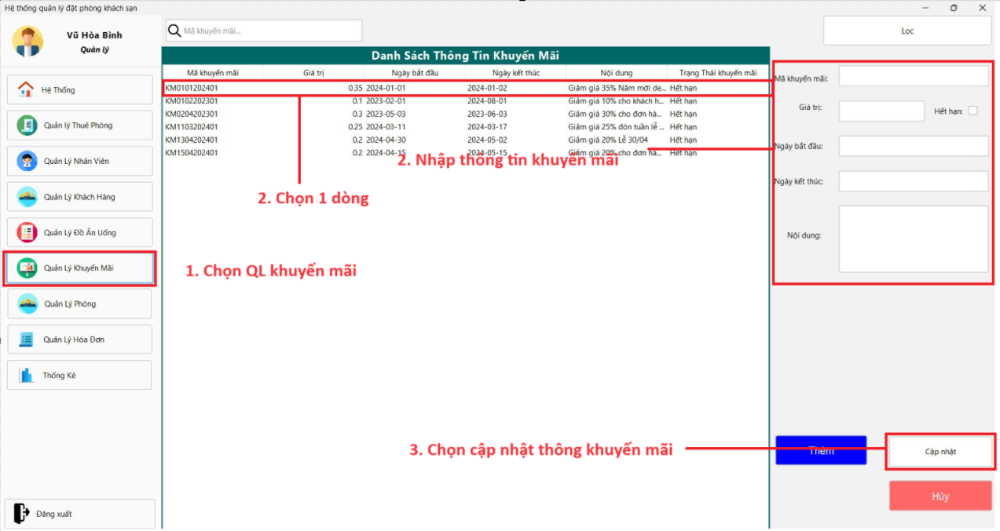 Hệ thống quản lý đặt phòng khách sạn
Vũ Hòa Bình
Quản lý
Hệ Thống
Quản lý Thuê Phòng
Quản Lý Nhân Viên
Quản Lý Khách Hàng
Quản Lý Đồ Ăn Uống
Quản Lý Khuyến Mãi
Quản Lý Phòng
Quản Lý Hóa Đơn
Thống Kê
Đăng xuất
Mã khuyến mãi...
Danh Sách Thông Tin Khuyến Mãi
Mã khuyến mãi Giá trị Ngày bắt đầu Ngày kết thúc Nội dung Trạng Thái khuyến mãi
KM0101202401 0.35 2024-01-01 2024-01-02 Giảm giá 35% Năm mới de... Hết hạn
KM0102202301 0.1 2023-02-01 2024-08-01 Giảm giá 10% cho khách h... Hết hạn
KM0204202301 0.3 2023-05-03 2023-06-03 Giảm giá 30% cho đơn hà... Hết hạn
KM1103202401 0.25 2024-03-11 2024-03-17 Giảm giá 25% đón tuần lễ ... Hết hạn
KM1304202401 0.2 2024-04-30 2024-05-02 Giảm giá 20% Lễ 30/04 Hết hạn
KM1504202401 0.2 2024-04-15 2024-05-15 Giảm giá 20% cho đơn hà... Hết hạn
2. Nhập thông tin khuyến mãi
2. Chọn 1 dòng
1. Chọn QL khuyến mãi
3. Chọn cập nhật thông khuyến mãi
Lọc
Mã khuyến mãi:
Giá trị: Hết hạn:
Ngày bắt đầu:
Ngày kết thúc:
Nội dung:
Thêm
Cập nhật
Hủy